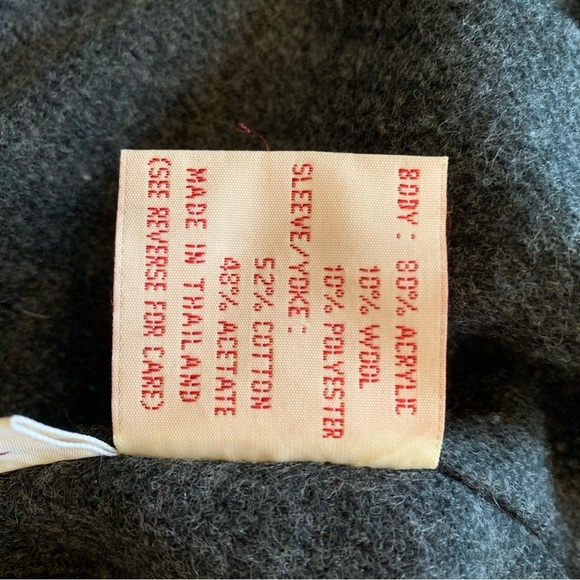 BODY: 80% ACRYLIC
10% WOOL
10% POLYESTER
SLEEVE/YOKE:
52% COTTON
48% ACETATE
MADE IN THAILAND
(SEE REVERSE FOR CARE)